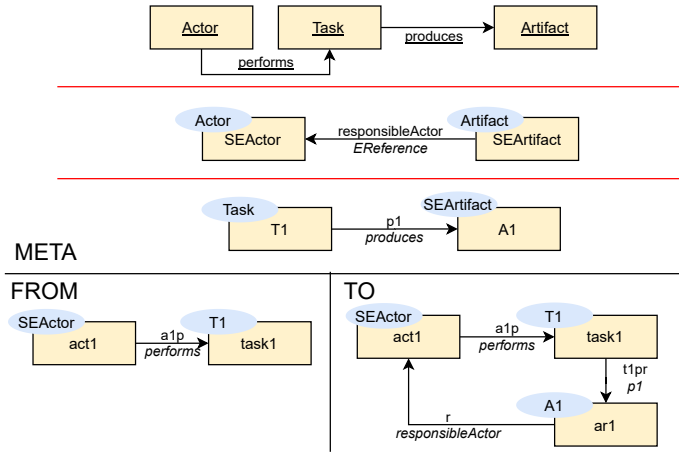 Actor
Task
Artifact
produces
performs
Actor
Artifact
SEActor
responsibleActor
EReference
SEArtifact
Task
SEArtifact
T1
p1
produces
A1
META
FROM
TO
SEActor
T1
act1
a1p
performs
task1
SEActor
T1
act1
a1p
performs
task1
t1pr
p1
A1
r
responsibleActor
ar1